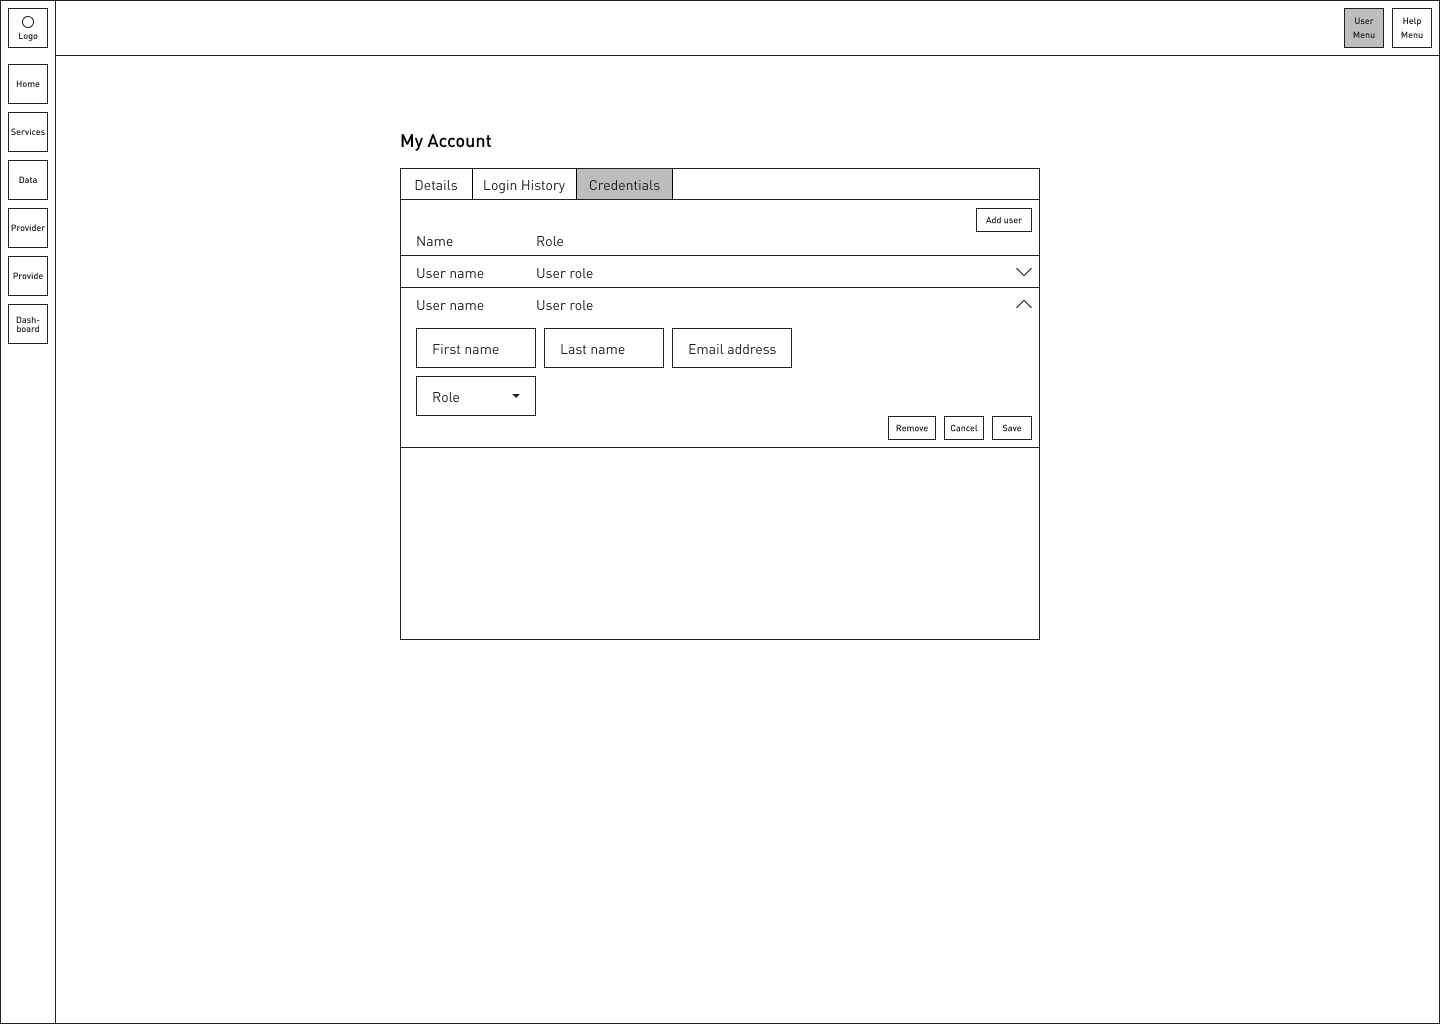 Logo
User
Menu
Help
Menu
Home
Services
Data
Provider
Provide
Dash-
board
My Account
Details Login History Credentials
Add user
Name Role
User name User role
User name User role
First name Last name Email address
Role
Remove Cancel Save